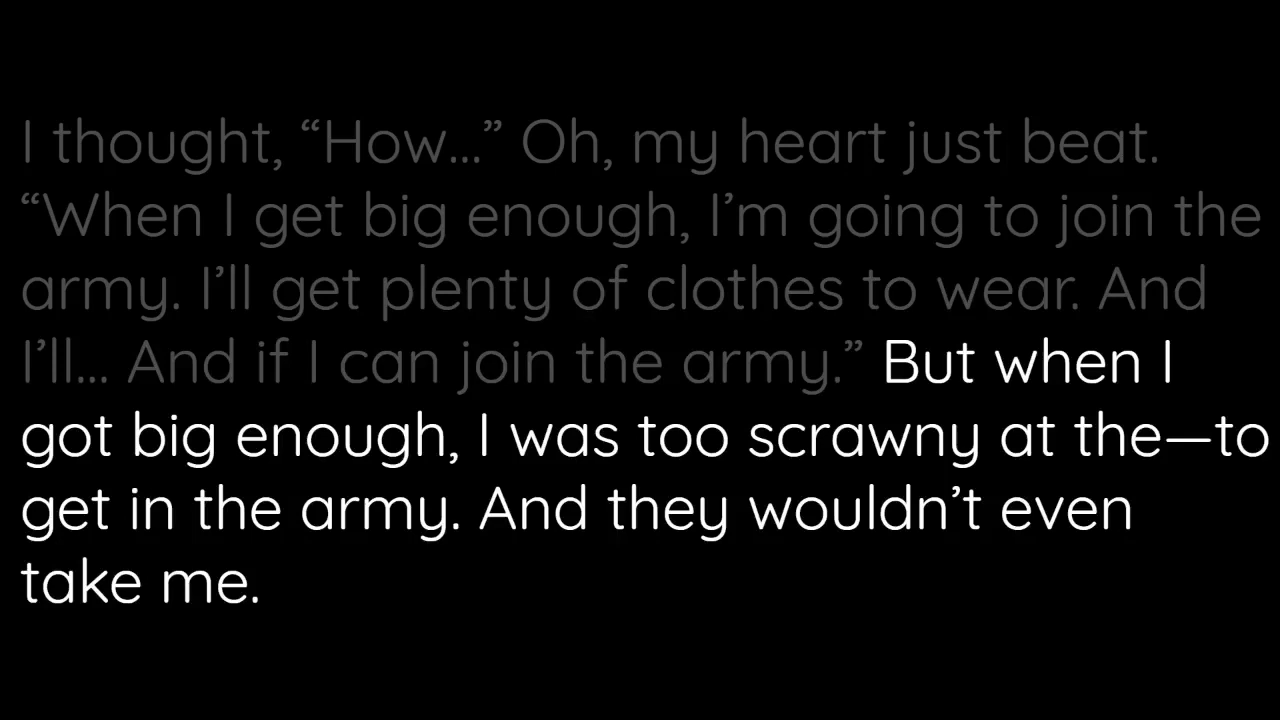 I thought, “How...” Oh, my heart just beat.
“When I get big enough, I’m going to join the
army. I’ll get plenty of clothes to wear. And
I’ll... And if I can join the army.” But when I
got big enough, I was too scrawny at the—to
get in the army. And they wouldn’t even
take me.